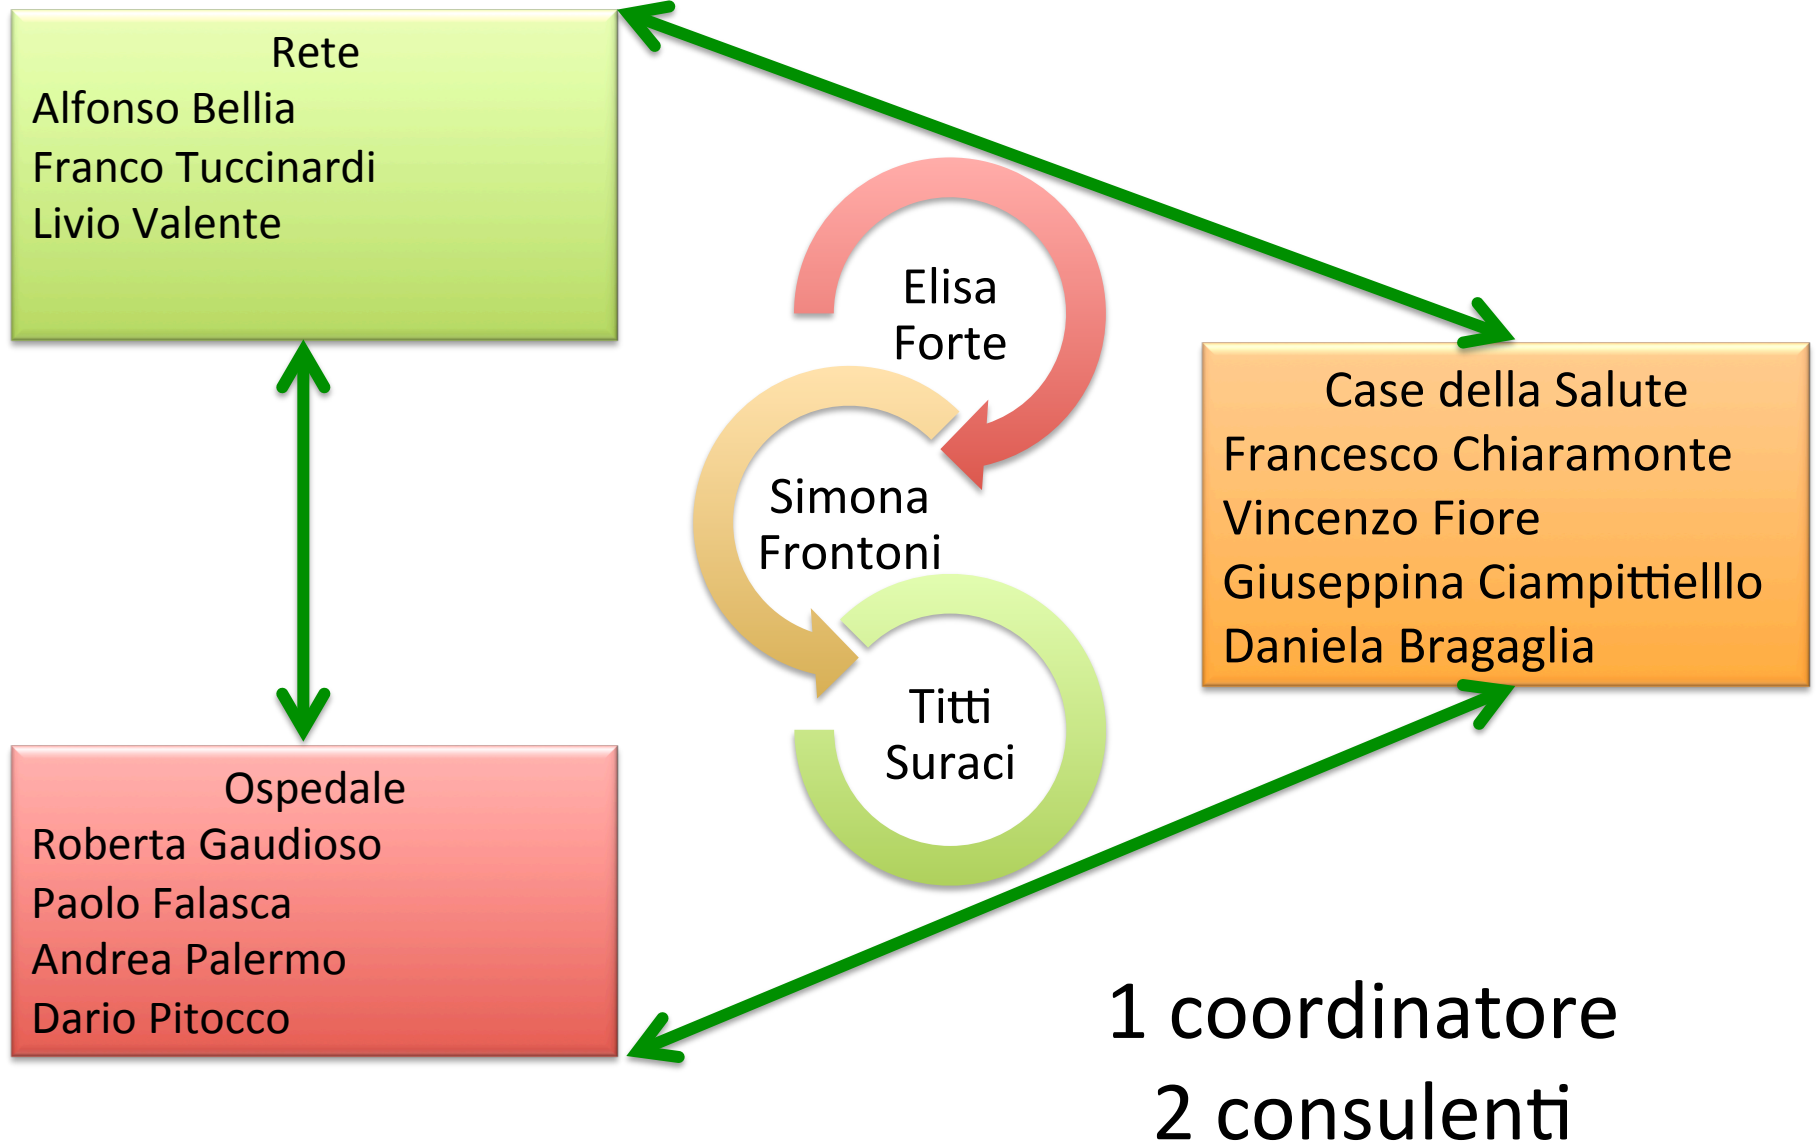 Rete
Alfonso Bellia
Franco Tuccinardi
Livio Valente
Elisa
Forte
Simona
Frontoni
Titti
Suraci
Case della Salute
Francesco Chiaramonte
Vincenzo Fiore
Giuseppina Ciampittielllo
Daniela Bragaglia
Ospedale
Roberta Gaudioso
Paolo Falasca
Andrea Palermo
Dario Pitocco
1 coordinatore
2 consulenti